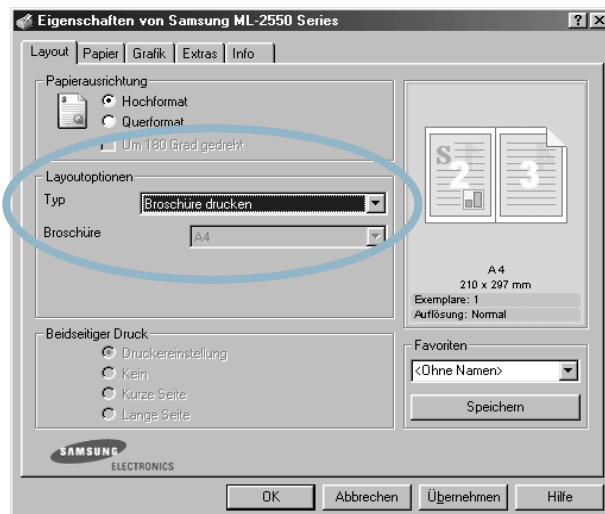 Eigenschaften von Samsung ML-2550 Series
Layout Papier Grafik Extras Info
Papierausrichtung
Hochformat
Querformat
Um 180 Grad gedreht
Layoutoptionen
Typ Broschüre drucken
Broschüre A4
S
2 3
A4
210 x 297 mm
Exemplare: 1
Auflösung: Normal
Beidseitiger Druck
Druckereinstellung
Kein
Kurze Seite
Lange Seite
Favoriten
<Ohne Namen>
Speichern
SAMSUNG
ELECTRONICS
OK Abbrechen Übernehmen Hilfe